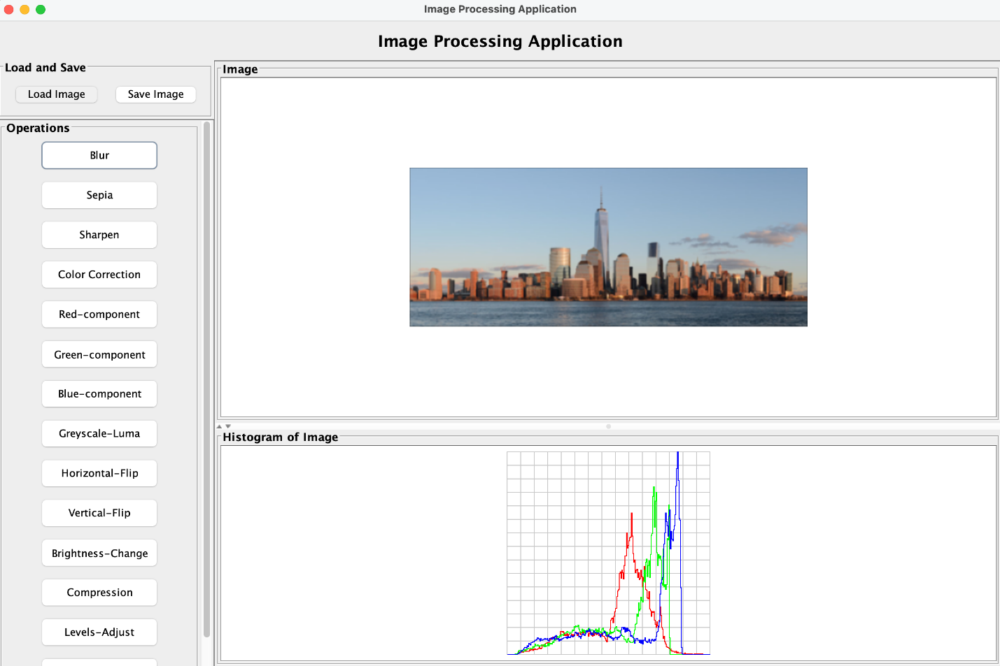 Image Processing Application
Image Processing Application
Load and Save
Load Image
Save Image
Operations
Blur
Sepia
Sharpen
Color Correction
Red-component
Green-component
Blue-component
Greyscale-Luma
Horizontal-Flip
Vertical-Flip
Brightness-Change
Compression
Levels-Adjust
Image
Histogram of Image